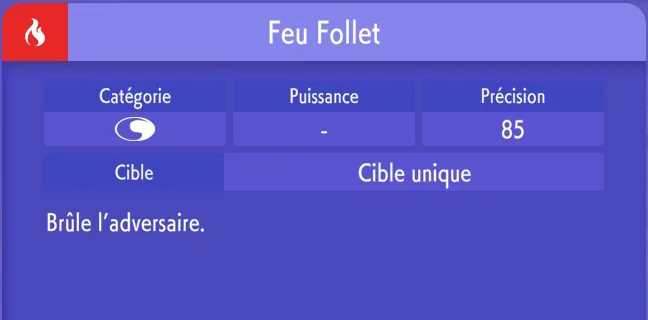 Feu Follet
Catégorie Puissance Précision
- 85
Cible Cible unique
Brûle l'adversaire.